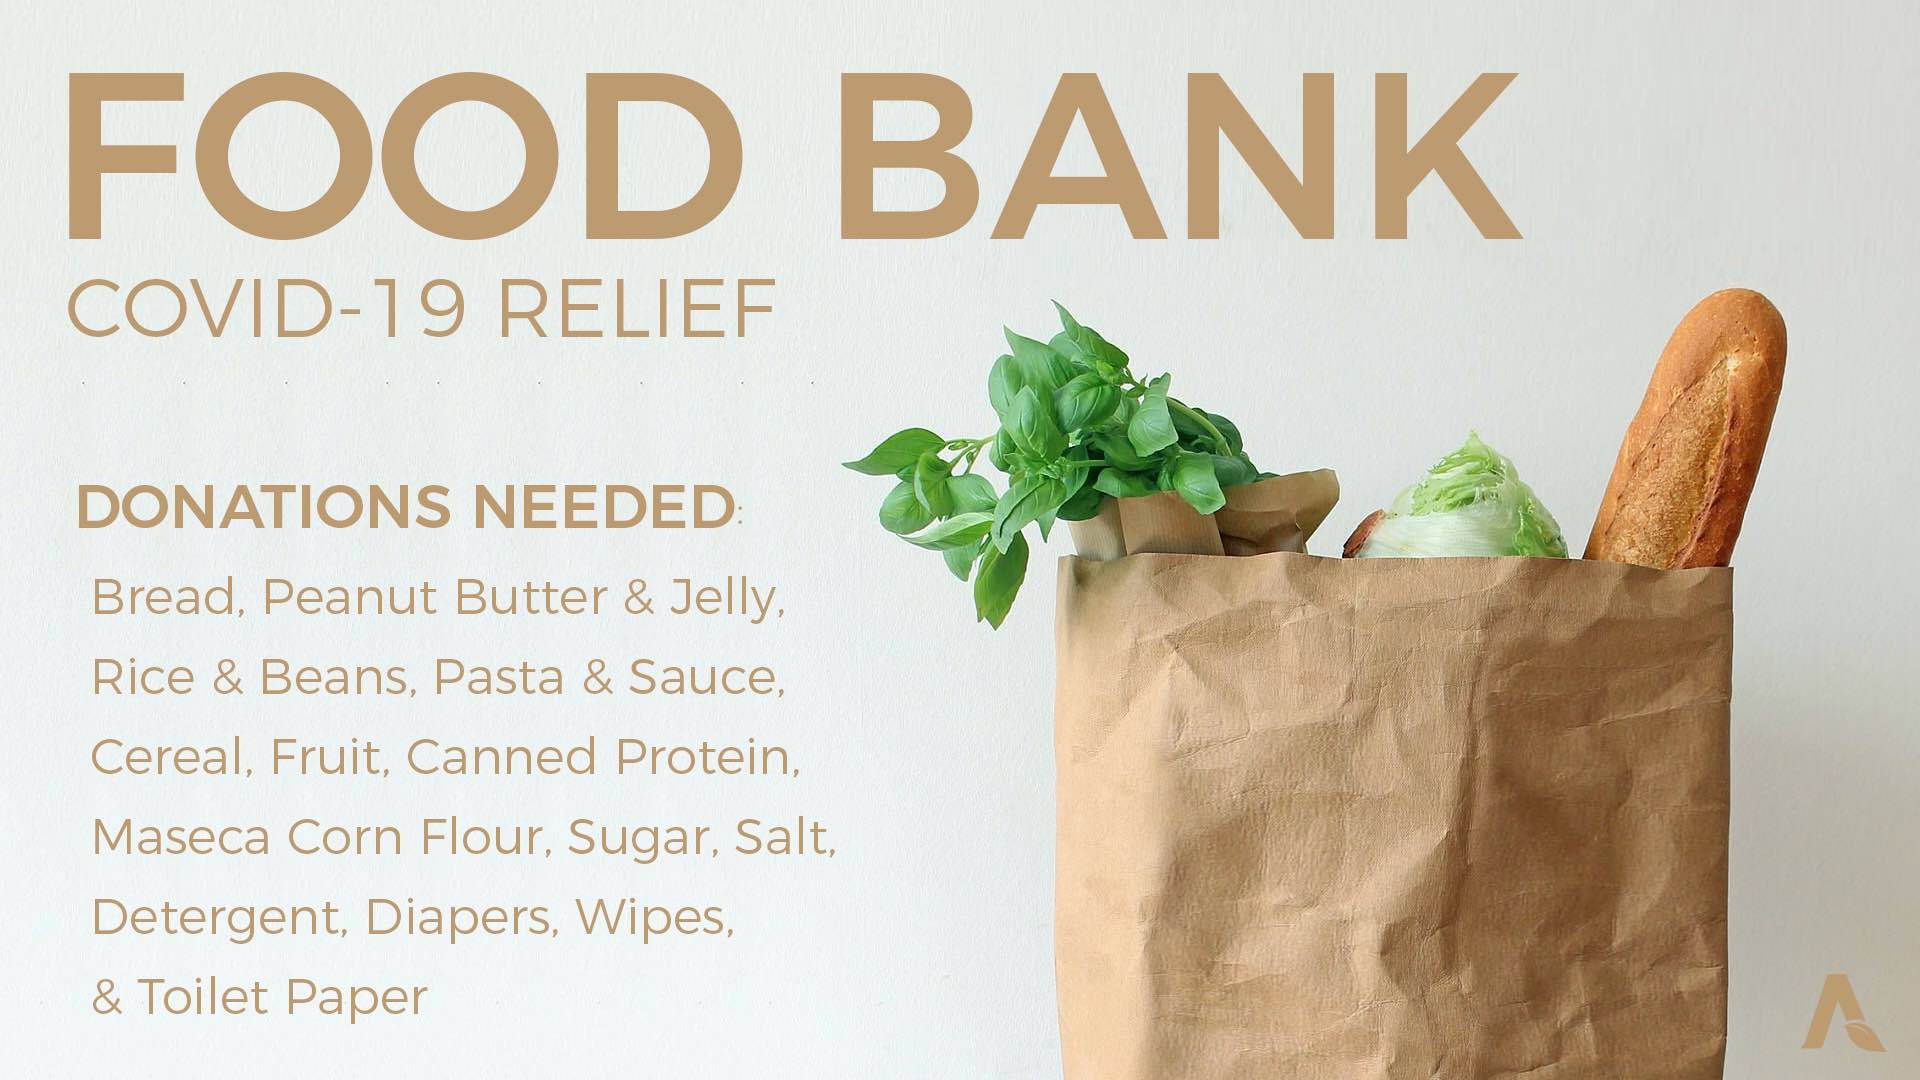 FOOD BANK
COVID-19 RELIEF
DONATIONS NEEDED:
Bread, Peanut Butter & Jelly,
Rice & Beans, Pasta & Sauce,
Cereal, Fruit, Canned Protein,
Maseca Corn Flour, Sugar, Salt,
Detergent, Diapers, Wipes,
& Toilet Paper